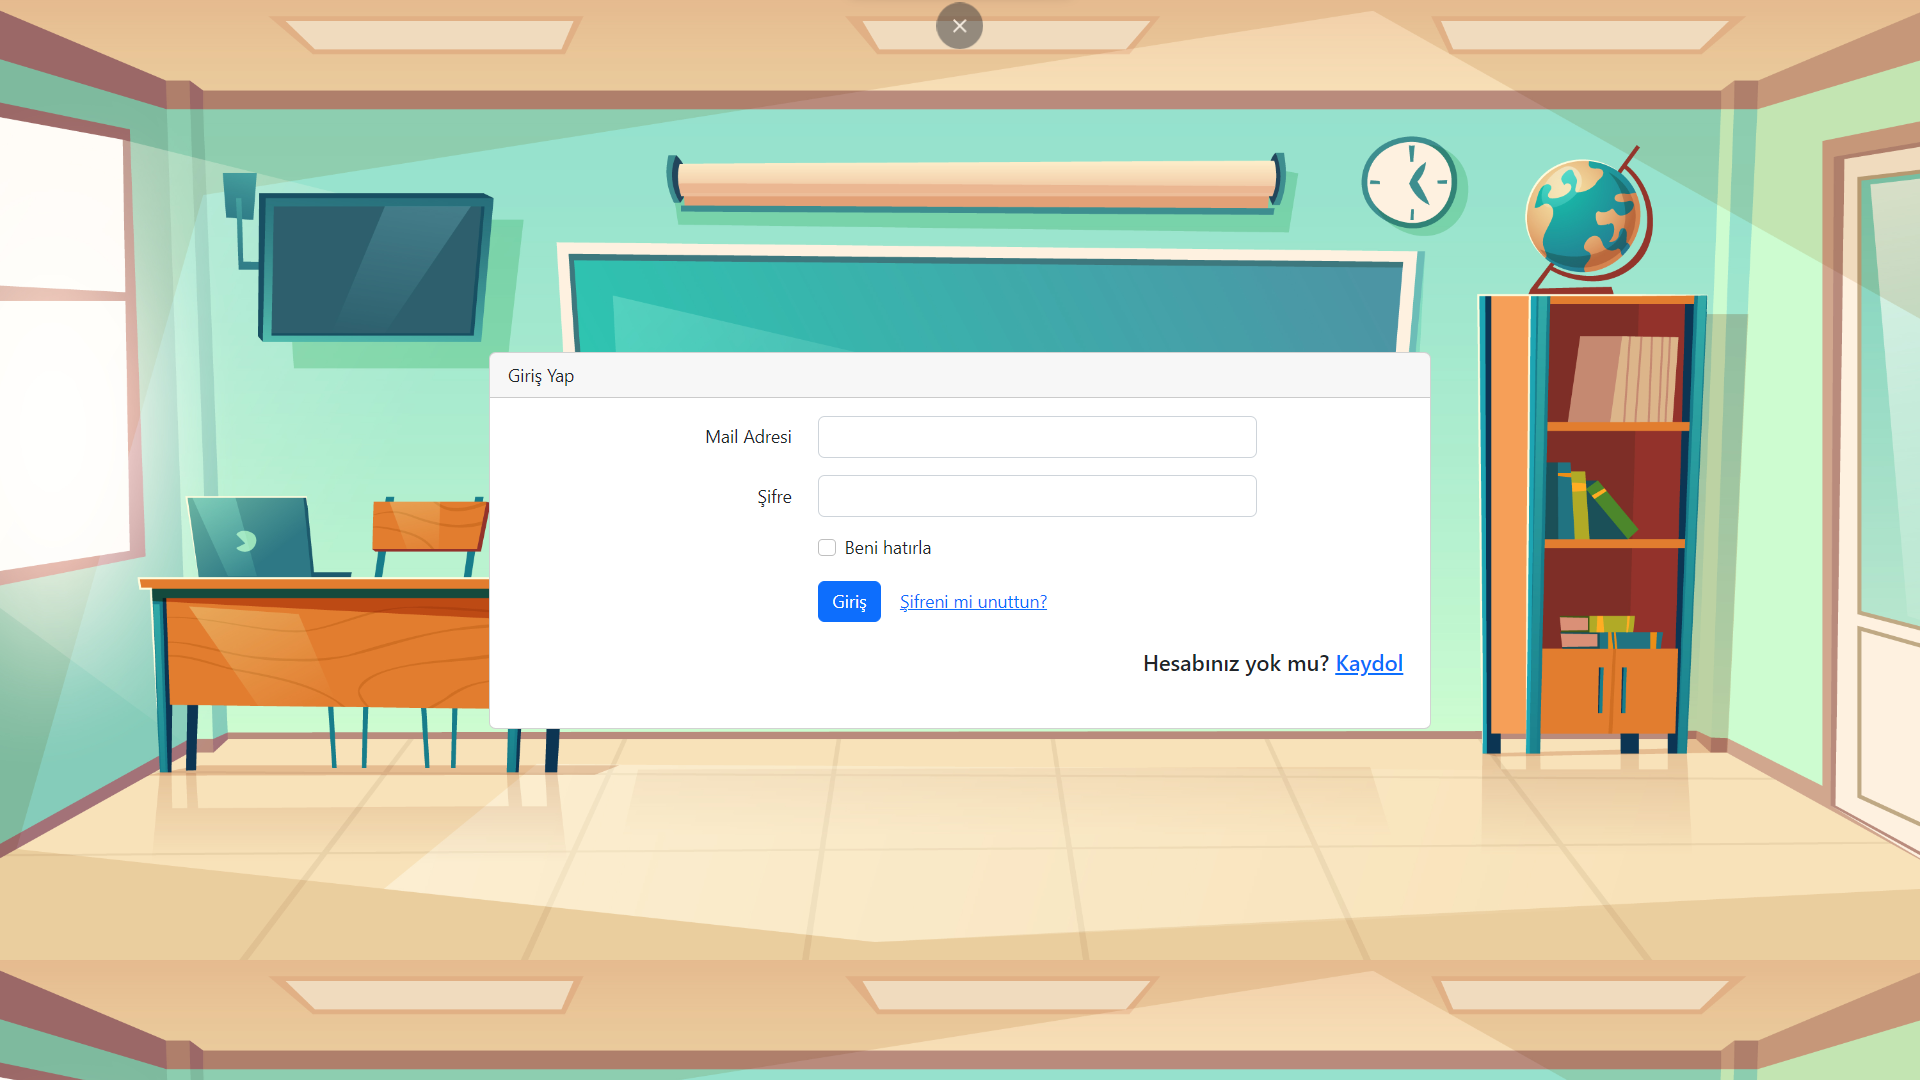 Giriş Yap
Mail Adresi
Şifre
Beni hatırla
Giriş Şifreni mi unuttun?
Hesabınız yok mu? Kaydol